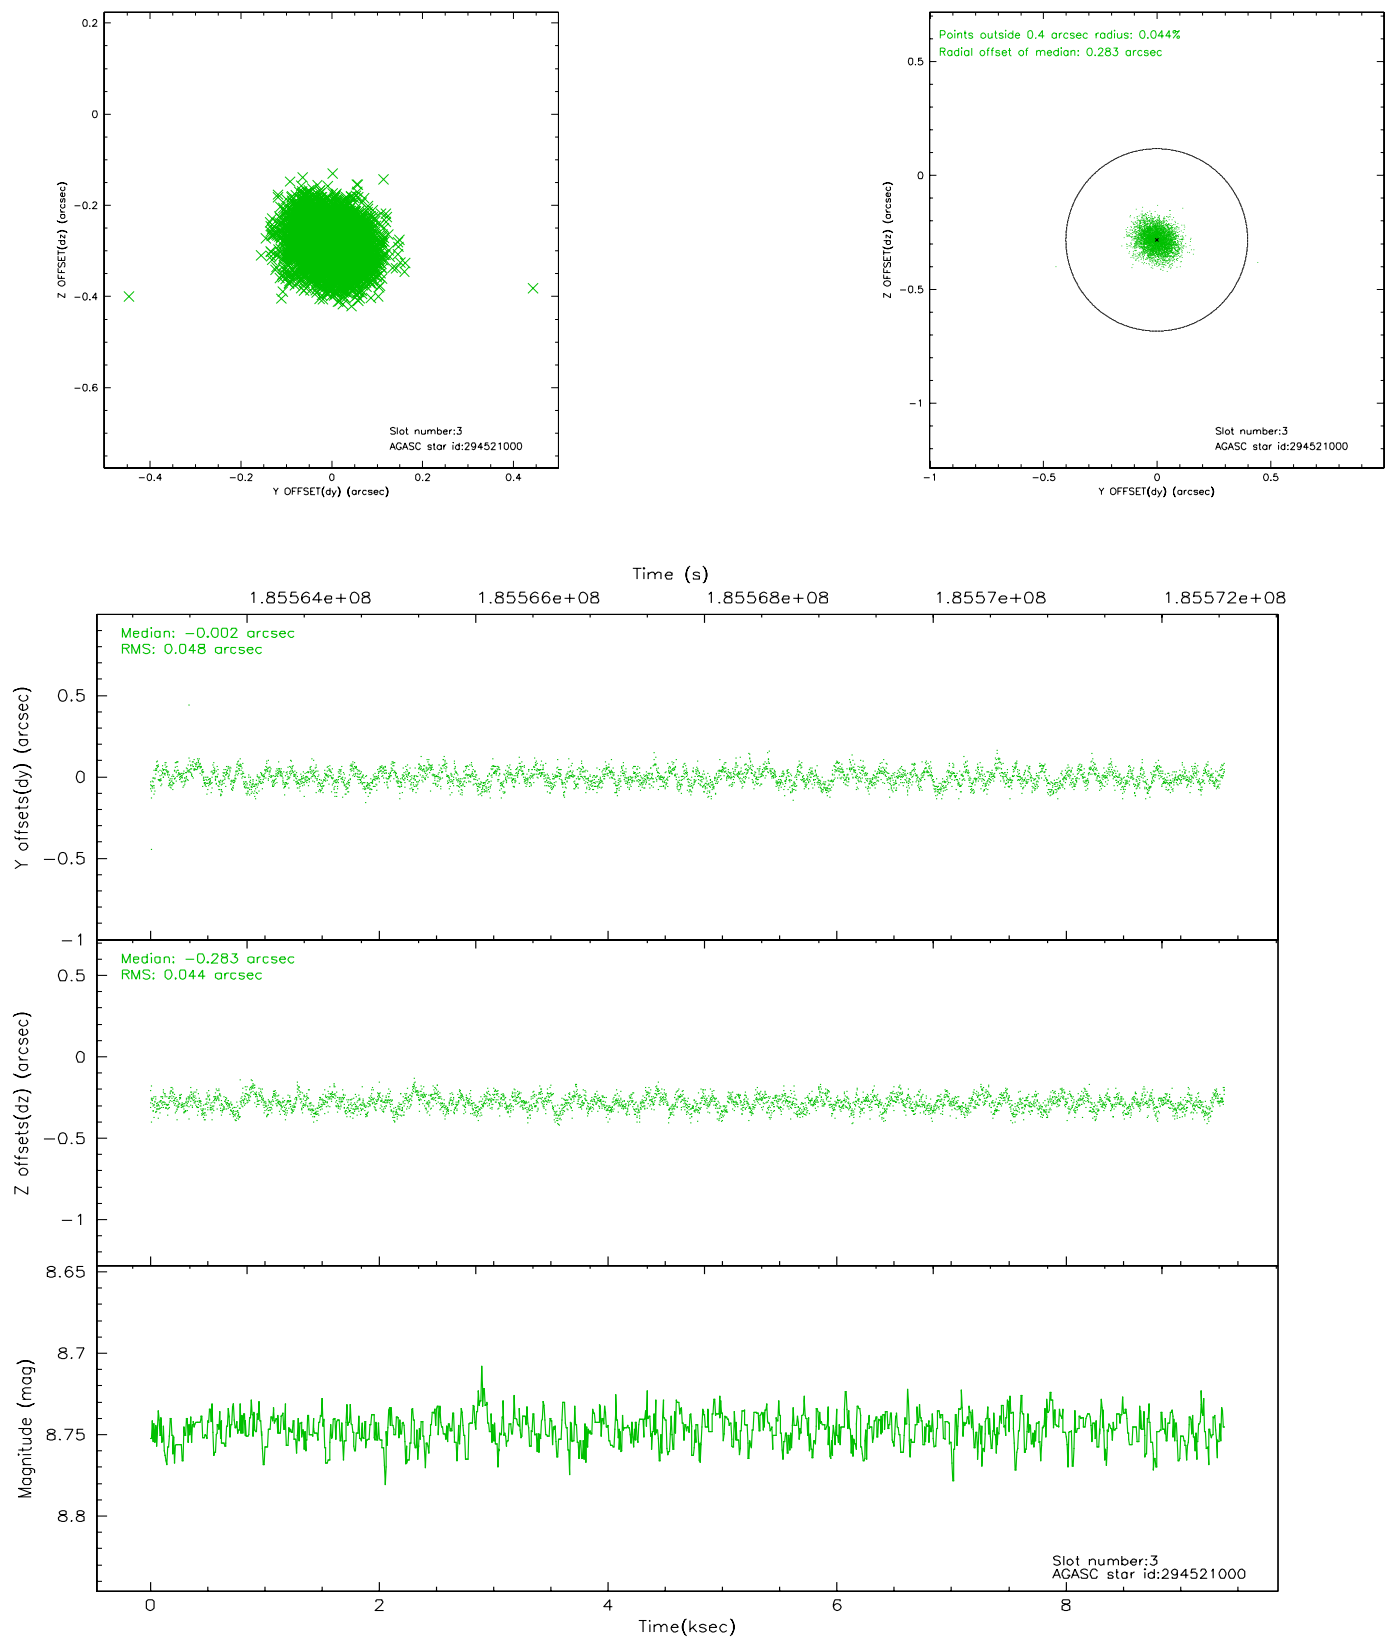 0.2
0
−0.2
−0.4
−0.6
Z OFFSET(dz) (arcsec)
Slot number:3
AGASC star id:294521000
−0.4 −0.2 0 0.2 0.4
Y OFFSET(dy) (arcsec)
Points outside 0.4 arcsec radius: 0.044%
Radial offset of median: 0.283 arcsec
0.5
0
−0.5
−1
Z OFFSET(dz) (arcsec)
Slot number:3
AGASC star id:294521000
−1 −0.5 0 0.5
Y OFFSET(dy) (arcsec)
Time (s)
1.85564e+08 1.85566e+08 1.85568e+08 1.8557e+08 1.85572e+08
Median: −0.002 arcsec
RMS: 0.048 arcsec
0.5
0
−0.5
−1
Y offsets(dy) (arcsec)
Median: −0.283 arcsec
RMS: 0.044 arcsec
0.5
0
−0.5
−1
Z offsets(dz) (arcsec)
8.65
8.7
8.75
8.8
Magnitude (mag)
Slot number:3
AGASC star id:294521000
0 2 4 6 8
Time(ksec)